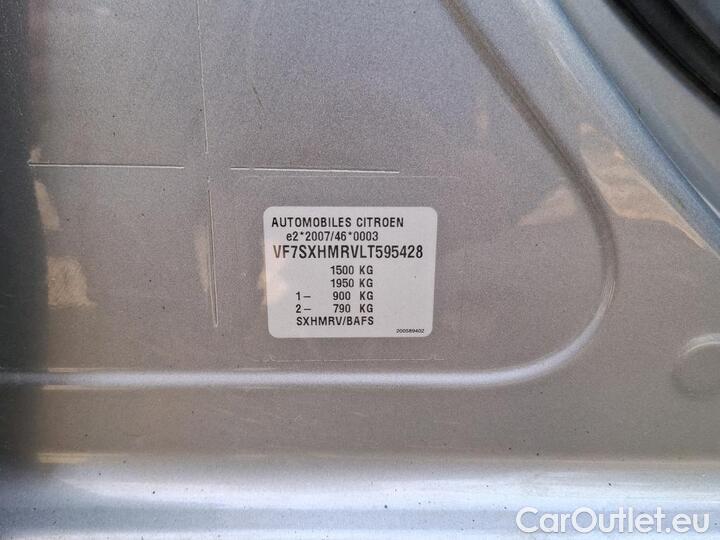 AUTOMOBILES CITROEN
e2*2007/46*0003
VF7SXHMRVLT595428
1500 KG
1950 KG
1– 900 KG
2– 790 KG
SXHMRV/BAFS
200589402
CarOutlet.eu